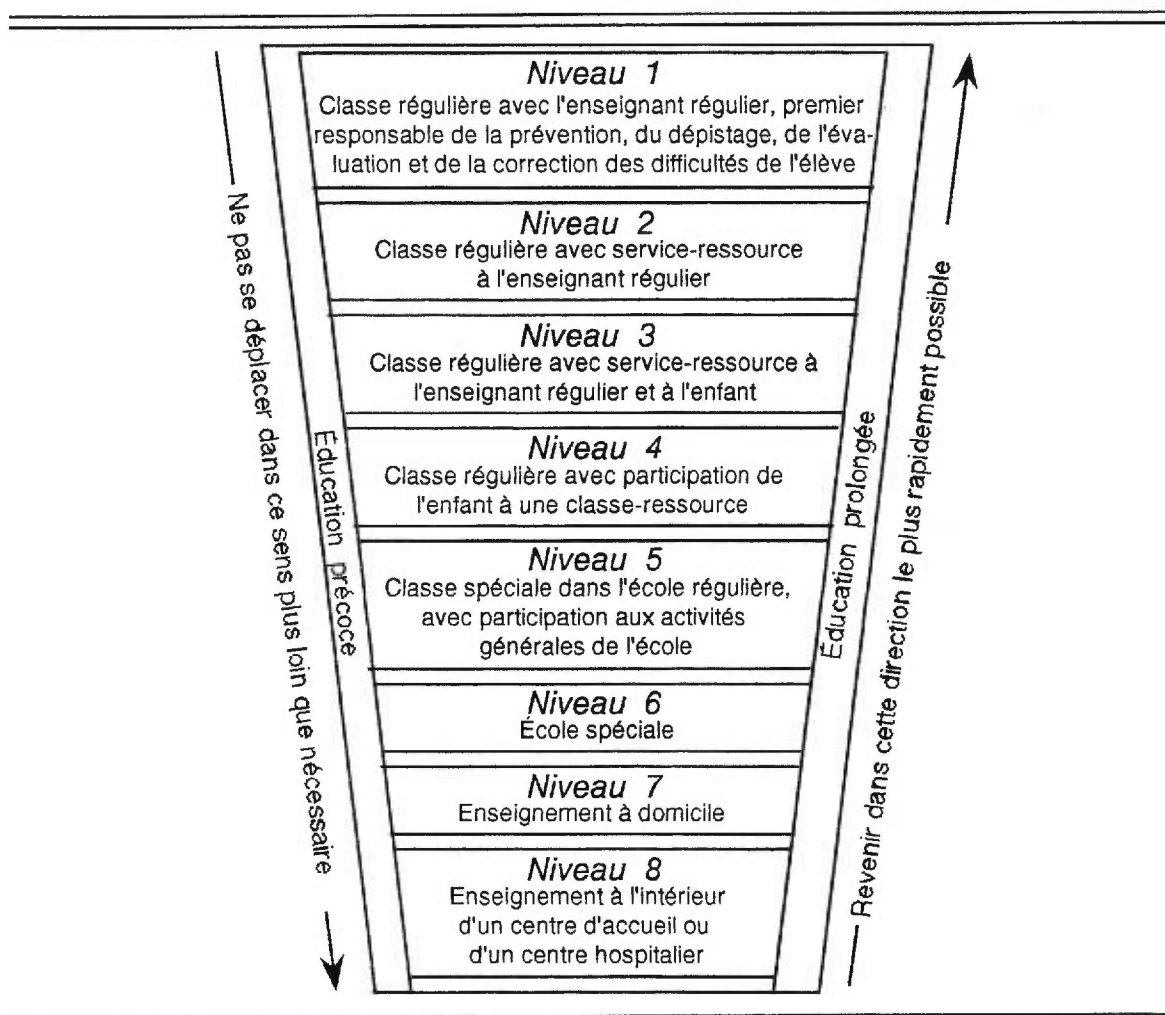 Niveau 1
Classe régulière avec l'enseignant régulier, premier
responsable de la prévention, du dépistage, de l'éva-
luation et de la correction des difficultés de l'élève
Niveau 2
Classe régulière avec service-ressource
à l'enseignant régulier
Niveau 3
Classe régulière avec service-ressource à
l'enseignant régulier et à l'enfant
Niveau 4
Classe régulière avec participation de
l'enfant à une classe-ressource
Niveau 5
Classe spéciale dans l'école régulière,
avec participation aux activités
générales de l'école
Niveau 6
École spéciale
Niveau 7
Enseignement à domicile
Niveau 8
Enseignement à l'intérieur
d'un centre d'accueil ou
d'un centre hospitalier
Ne pas se déplacer dans ce sens plus loin que nécessaire
Éducation précoce
Éducation prolongée
Revenir dans cette direction le plus rapidement possible